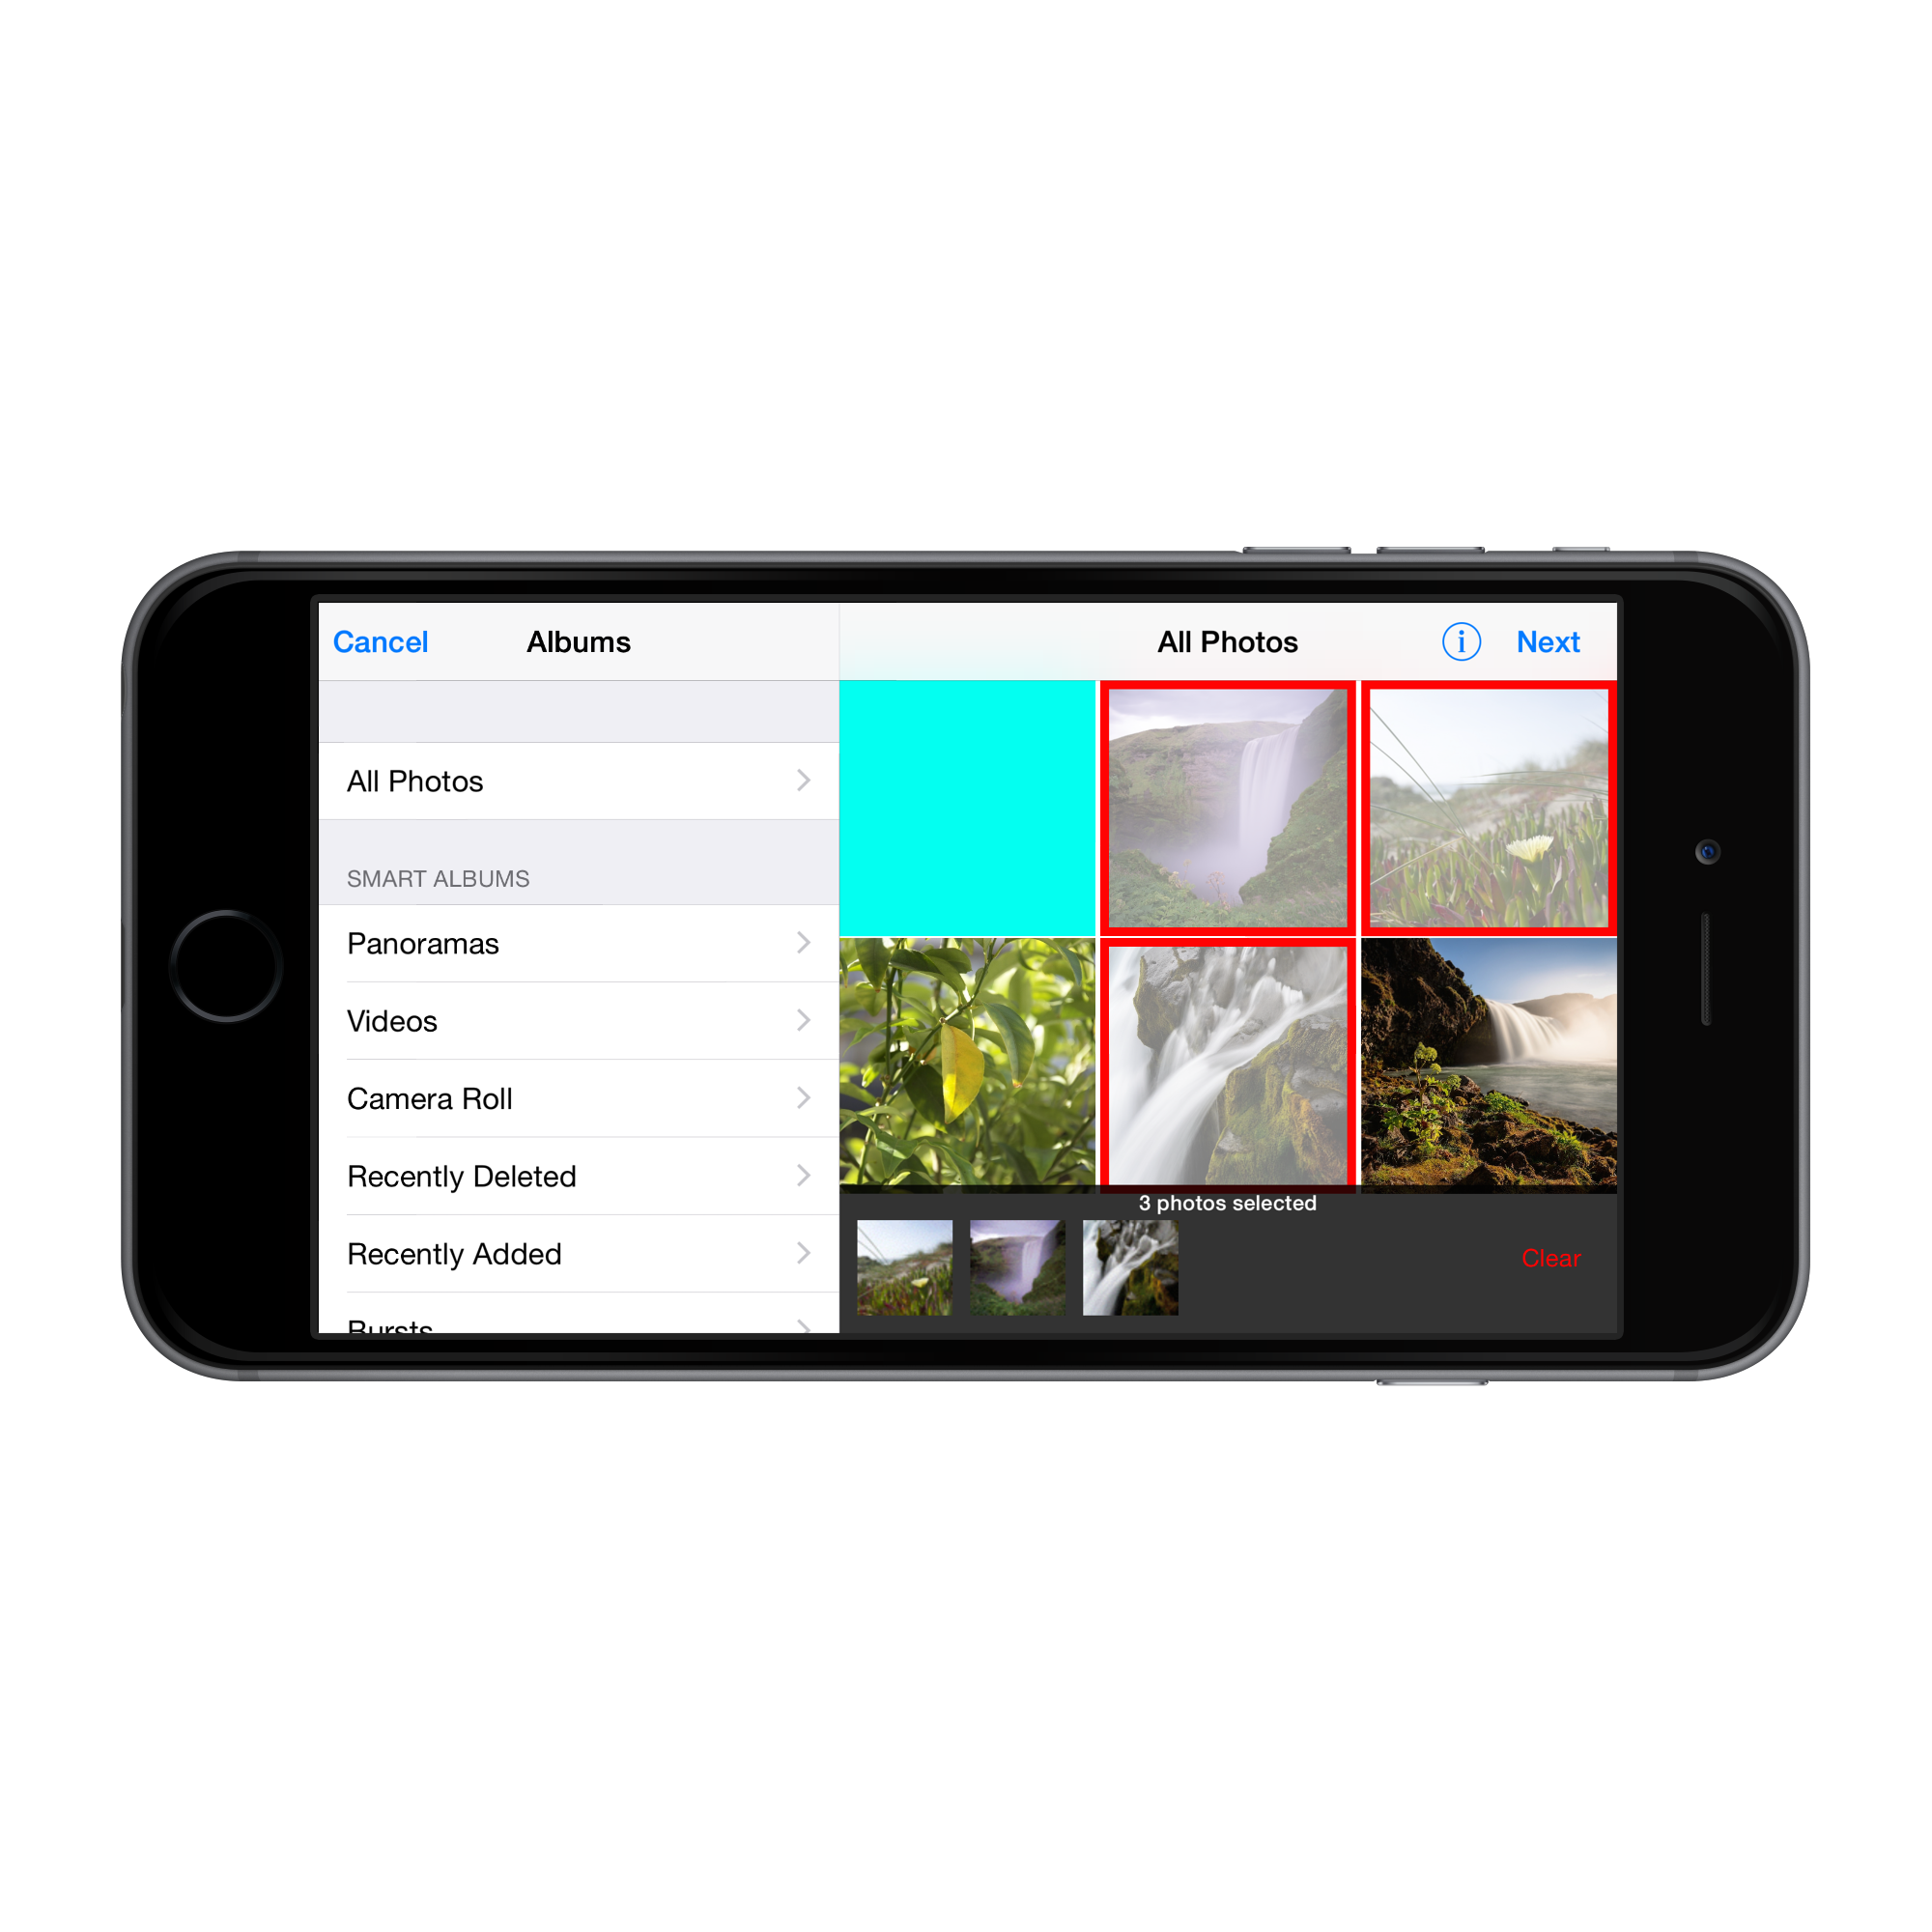 Cancel
Albums
All Photos
SMART ALBUMS
Panoramas
Videos
Camera Roll
Recently Deleted
Recently Added
Bursts
All Photos
i
Next
3 photos selected
Clear